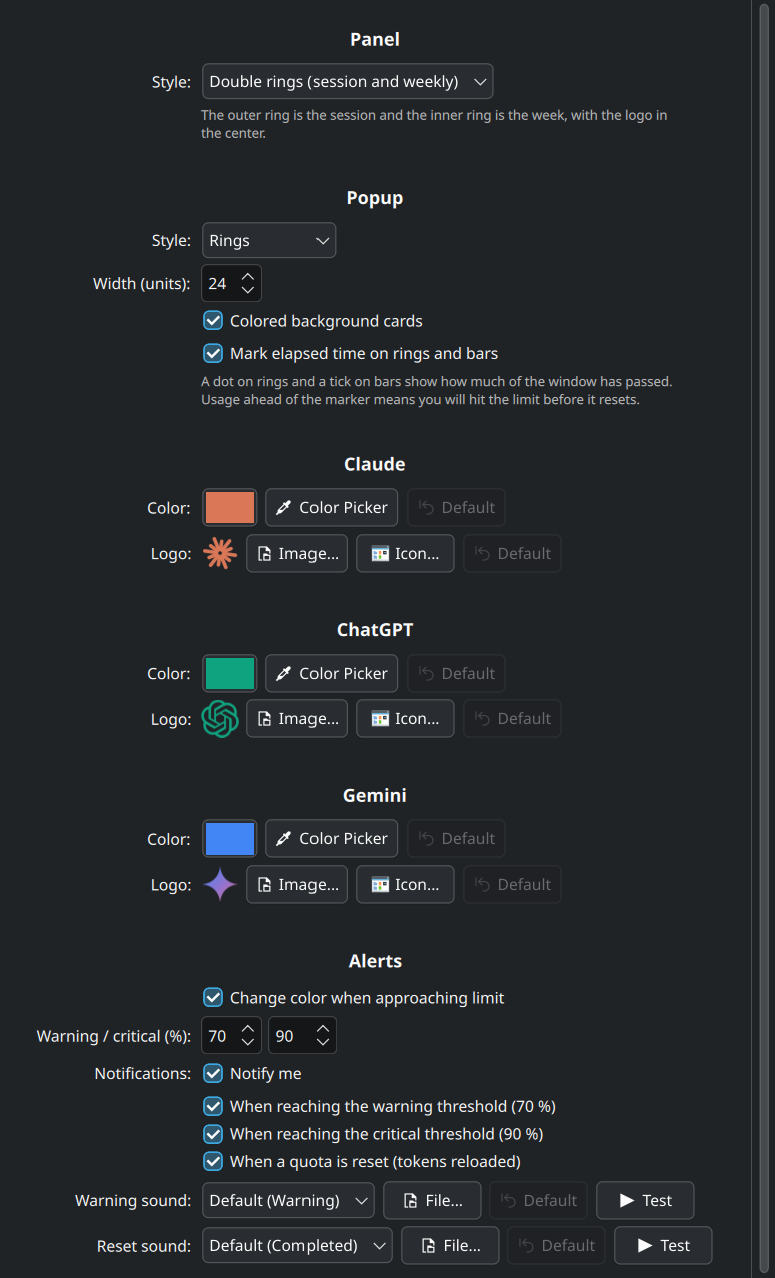 Panel
Style: Double rings (session and weekly)
The outer ring is the session and the inner ring is the week, with the logo in
the center.
Popup
Style: Rings
Width (units): 24
Colored background cards
Mark elapsed time on rings and bars
A dot on rings and a tick on bars show how much of the window has passed.
Usage ahead of the marker means you will hit the limit before it resets.
Claude
Color: Color Picker Default
Logo: Image... Icon... Default
ChatGPT
Color: Color Picker Default
Logo: Image... Icon... Default
Gemini
Color: Color Picker Default
Logo: Image... Icon... Default
Alerts
Change color when approaching limit
Warning / critical (%): 70 90
Notifications: Notify me
When reaching the warning threshold (70 %)
When reaching the critical threshold (90 %)
When a quota is reset (tokens reloaded)
Warning sound: Default (Warning) File... Default Test
Reset sound: Default (Completed) File... Default Test